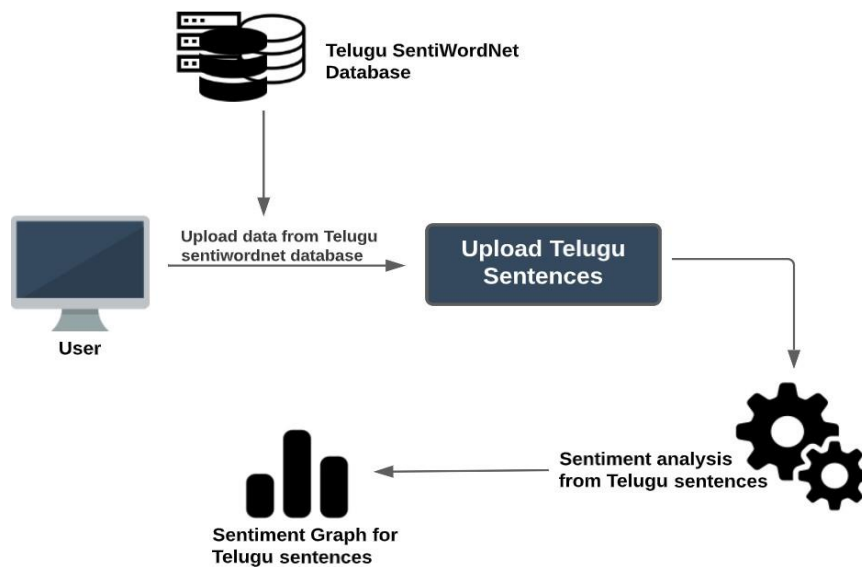 Telugu SentiWordNet
Database
Upload data from Telugu
sentiwordnet database
Upload Telugu
Sentences
User
Sentiment analysis
from Telugu sentences
Sentiment Graph for
Telugu sentences